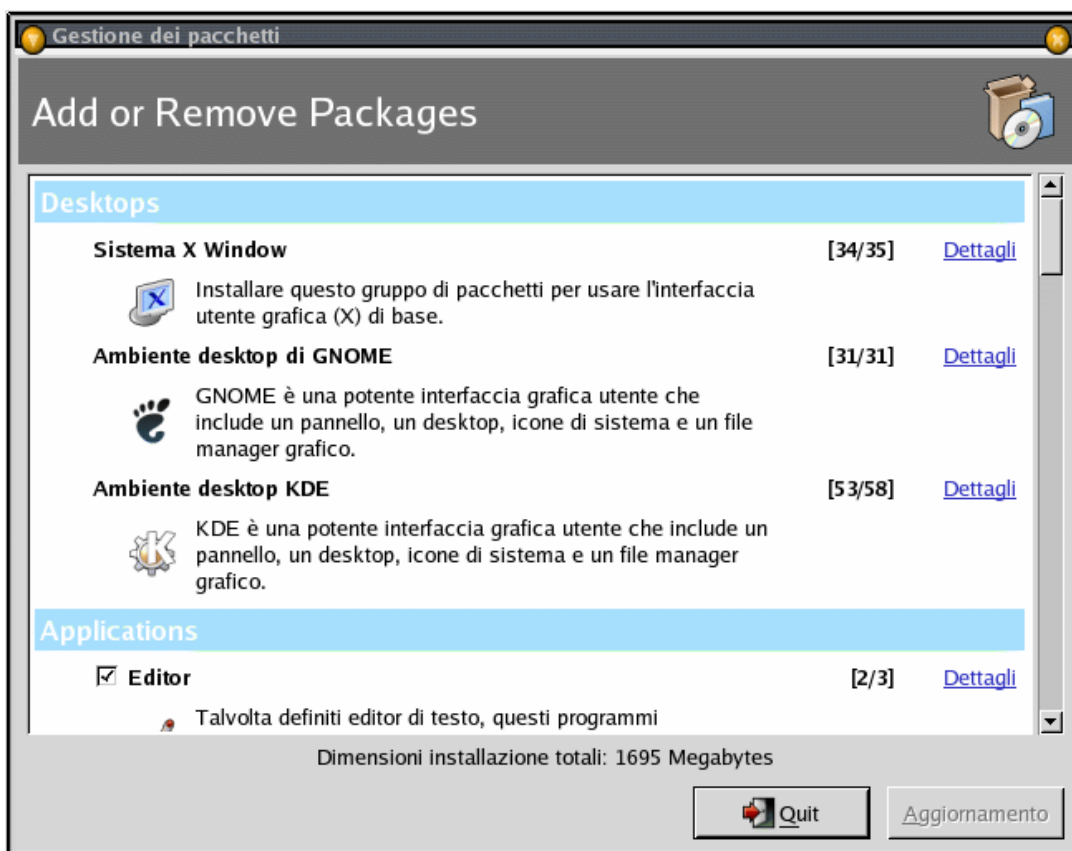 Gestione dei pacchetti
Add or Remove Packages
Desktops
Sistema X Window [34/35] Dettagli
Installare questo gruppo di pacchetti per usare l'interfaccia
utente grafica (X) di base.
Ambiente desktop di GNOME [31/31] Dettagli
GNOME è una potente interfaccia grafica utente che
include un pannello, un desktop, icone di sistema e un file
manager grafico.
Ambiente desktop KDE [53/58] Dettagli
KDE è una potente interfaccia grafica utente che include un
pannello, un desktop, icone di sistema e un file manager
grafico.
Applications
Editor [2/3] Dettagli
Talvolta definiti editor di testo, questi programmi
Dimensioni installazione totali: 1695 Megabytes
Quit Aggiornamento